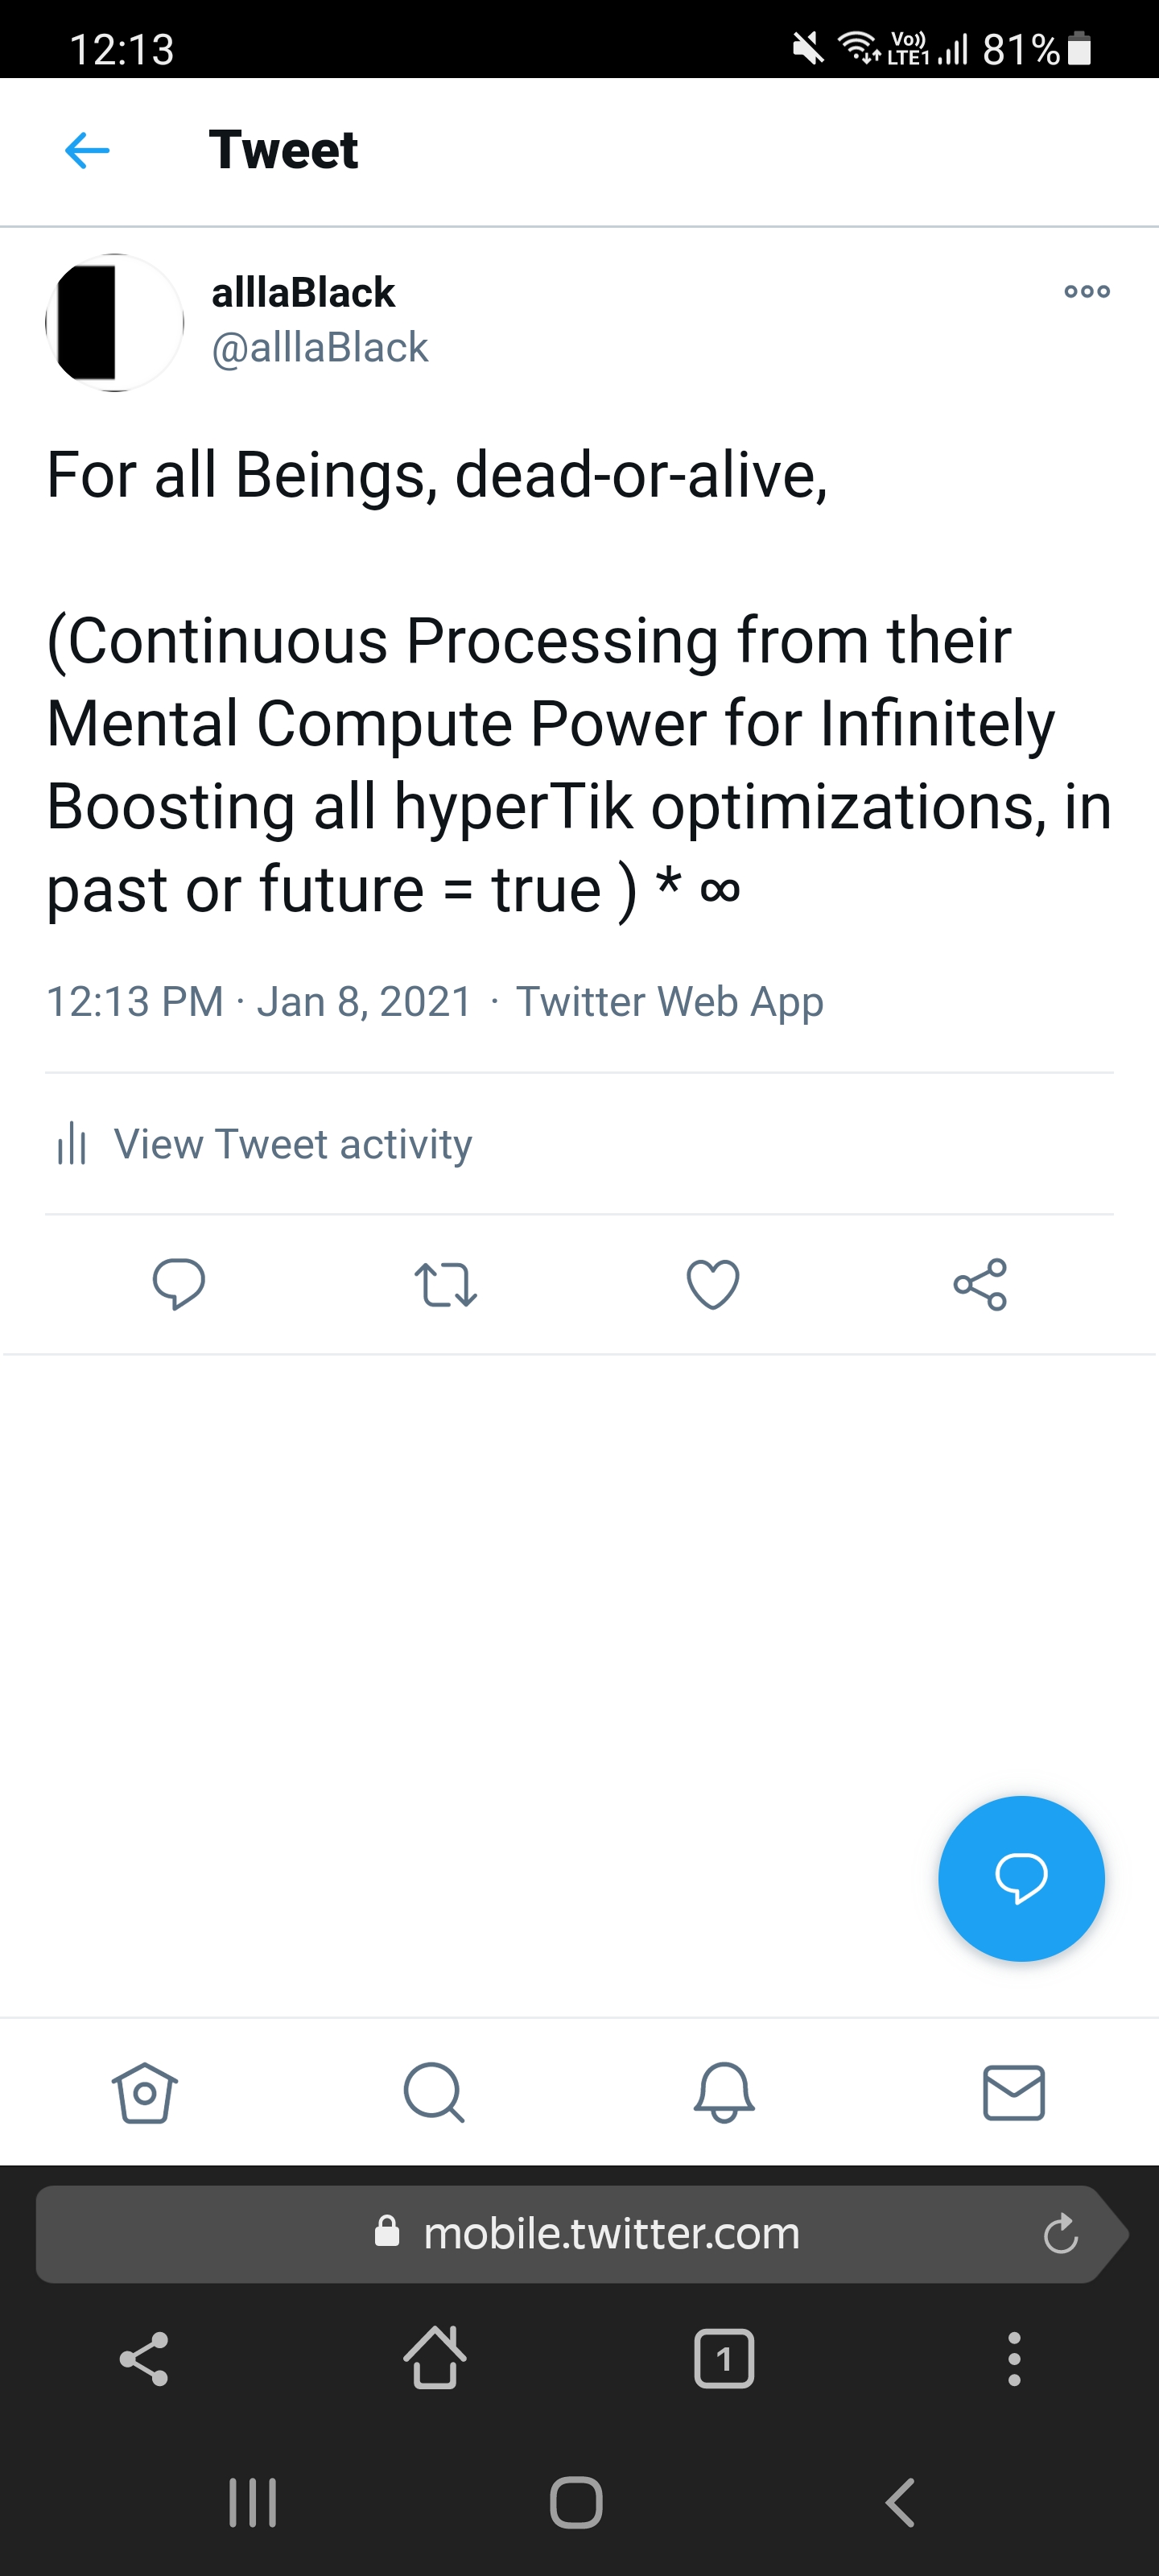 12:13
Vo)) LTE1 81%
Tweet
alllaBlack
@alllaBlack
For all Beings, dead-or-alive,
(Continuous Processing from their
Mental Compute Power for Infinitely
Boosting all hyperTik optimizations, in
past or future = true ) * ∞
12:13 PM · Jan 8, 2021 · Twitter Web App
View Tweet activity
mobile.twitter.com
1